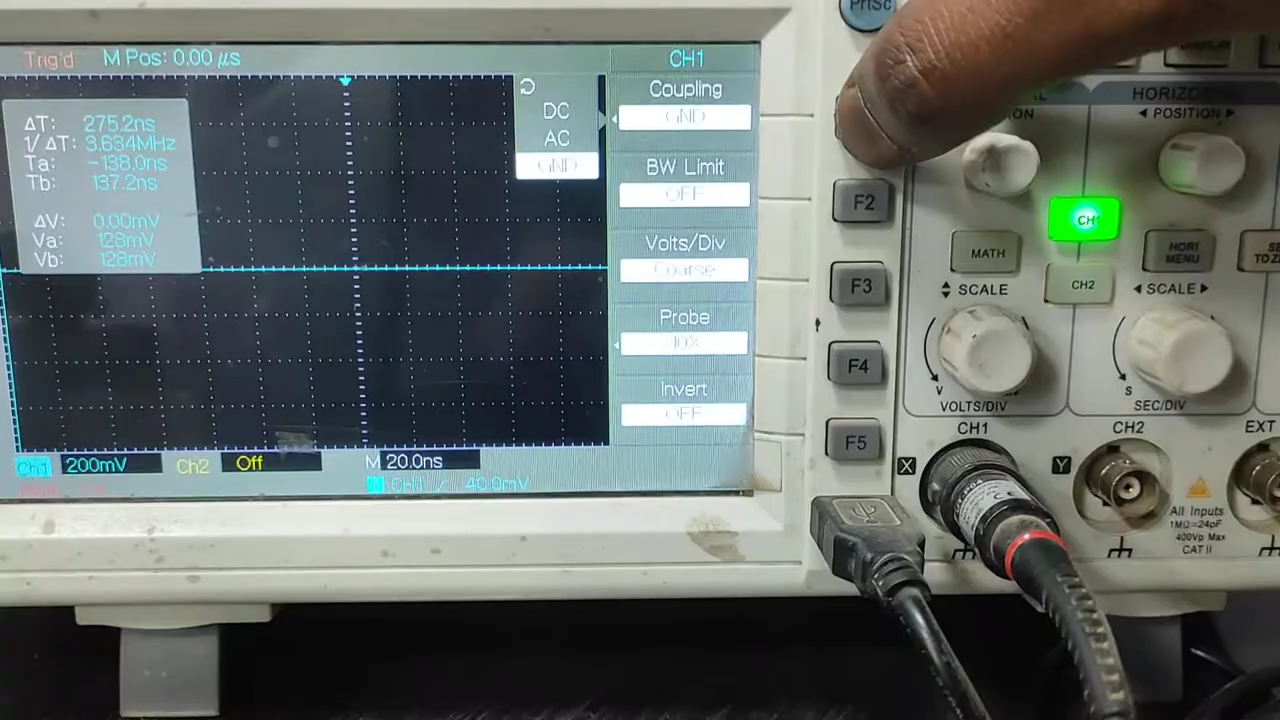 Trig'd M Pos: 0.00 μs CH1
ΔT: 275.2ns
1/ΔT: 3.634MHz
Ta: -138.0ns
Tb: 137.2ns
ΔV: 0.00mV
Va: 128mV
Vb: 128mV
DC
AC
GND
Coupling
GND
BW Limit
OFF
Volts/Div
Coarse
Probe
10X
Invert
OFF
Ch1 200mV Ch2 Off M 20.0ns
CH1 / 49.9mV
PrtSc
F2
F3
F4
F5
◀ POSITION ▶
CH1
MATH
HORI
MENU
CH2
SCALE
◀ SCALE ▶
V
S
VOLTS/DIV
SEC/DIV
CH1
CH2
EXT
X
Y
All Inputs
1MΩ=24pF
400Vp Max
CAT II